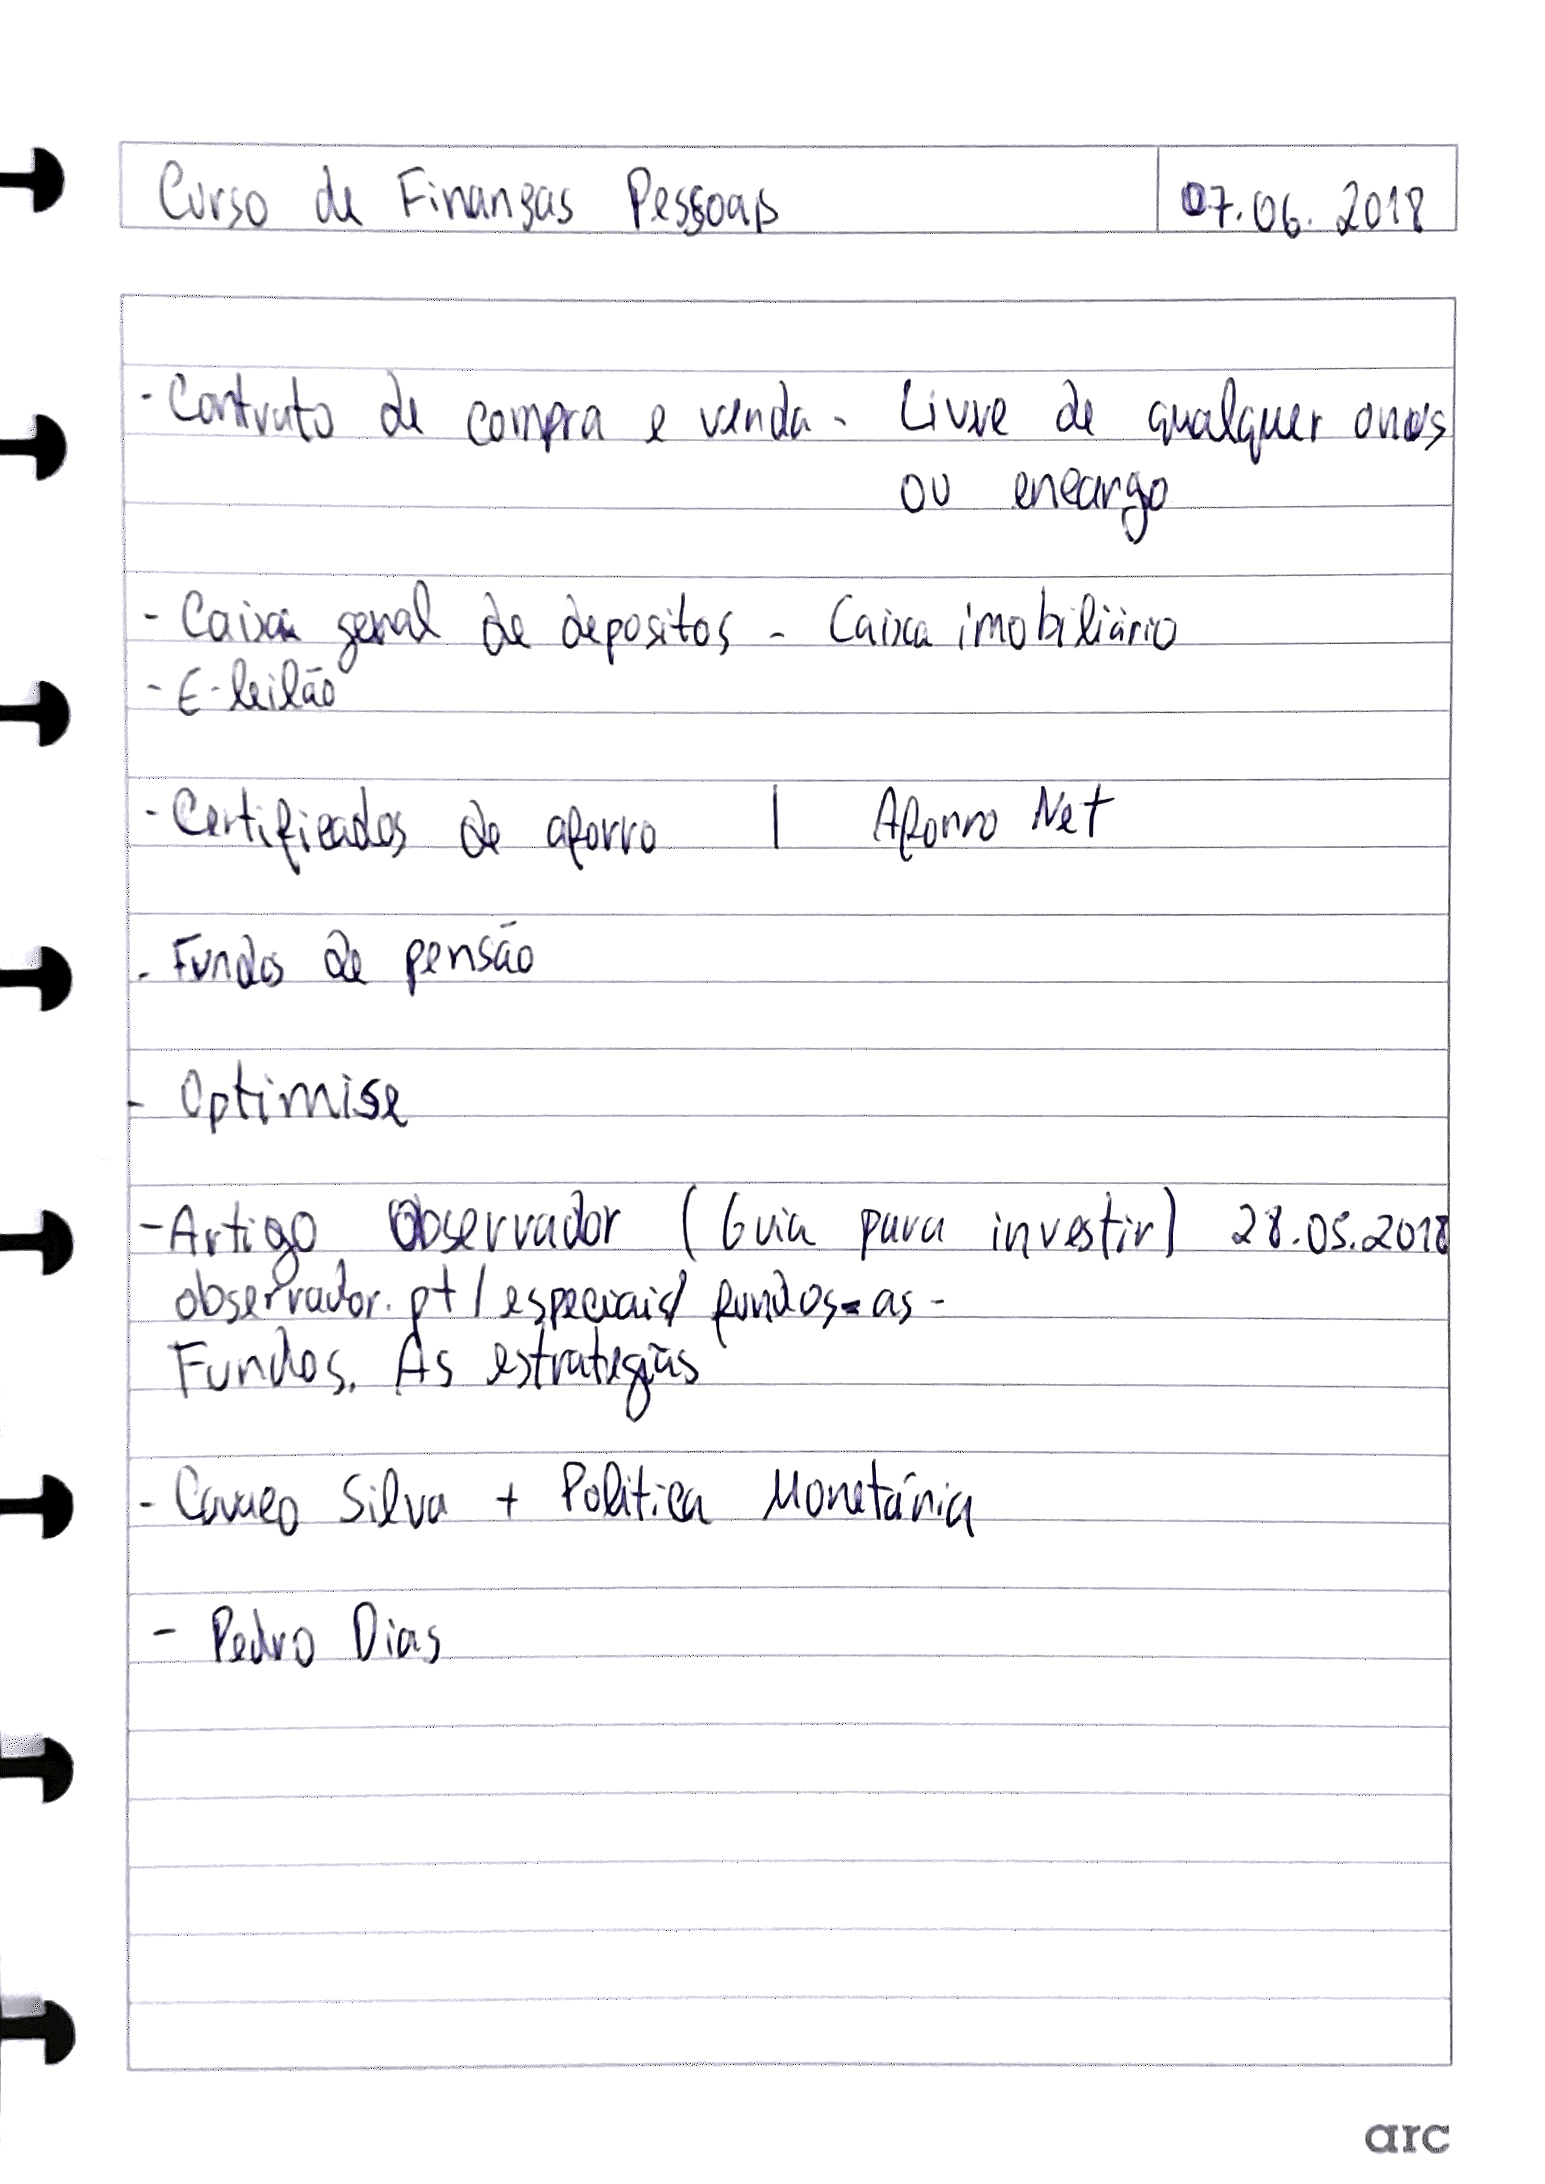 Curso de Finanças Pessoais 07.06.2018
- Contrato de compra e venda - Livre de qualquer onus
ou encargo
- Caixa geral de depositos - Caixa imobiliário
- E-leilão
- Certificados de aforro | Aforro Net
- Fundos de pensão
- Optimise
- Artigo Observador (Guia para investir) 28.05.2018
observador.pt/especiais/fundos-as-
Fundos. As estrategias
- Cavaco Silva + Politica Monetária
- Pedro Dias
arc